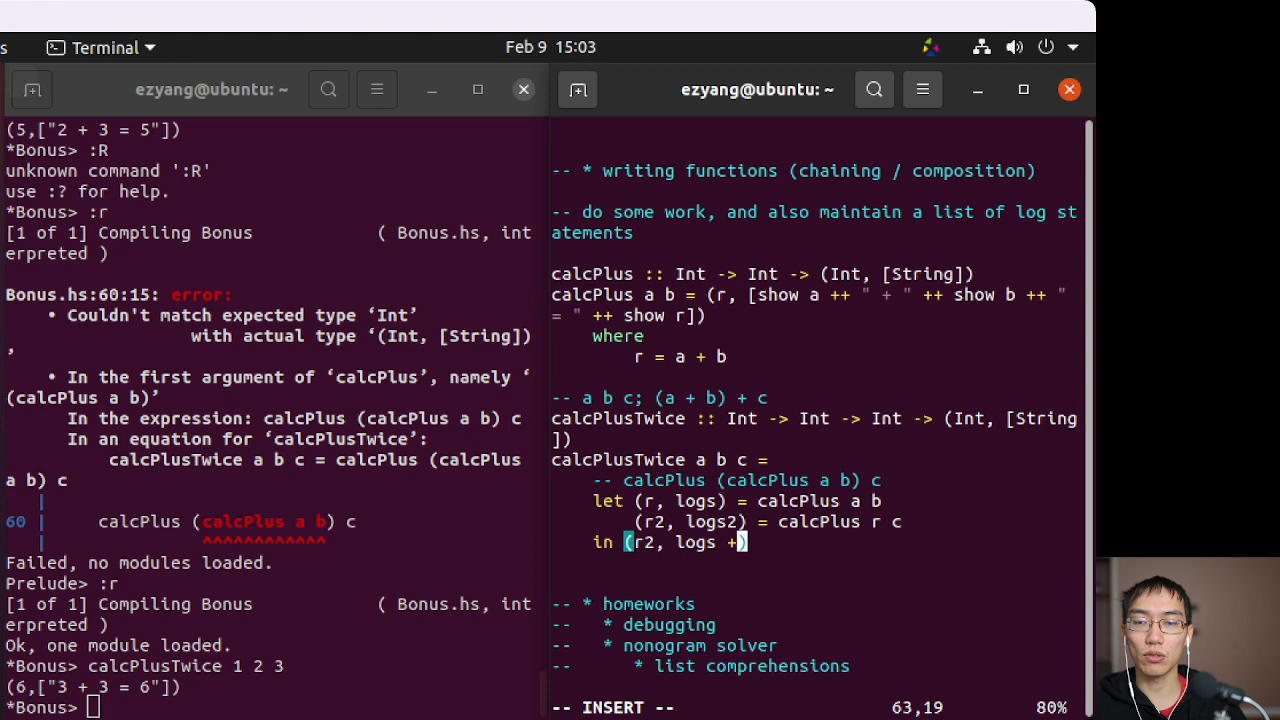 s Terminal Feb 9 15:03
ezyang@ubuntu: ~
(5,["2 + 3 = 5"])
*Bonus> :R
unknown command ':R'
use :? for help.
*Bonus> :r
[1 of 1] Compiling Bonus ( Bonus.hs, int
erpreted )
Bonus.hs:60:15: error:
• Couldn't match expected type ‘Int’
with actual type ‘(Int, [String])
’
• In the first argument of ‘calcPlus’, namely ‘
(calcPlus a b)’
In the expression: calcPlus (calcPlus a b) c
In an equation for ‘calcPlusTwice’:
calcPlusTwice a b c = calcPlus (calcPlus
a b) c
|
60 | calcPlus (calcPlus a b) c
| ^^^^^^^^^^^^
Failed, no modules loaded.
Prelude> :r
[1 of 1] Compiling Bonus ( Bonus.hs, int
erpreted )
Ok, one module loaded.
*Bonus> calcPlusTwice 1 2 3
(6,["3 + 3 = 6"])
*Bonus>
ezyang@ubuntu: ~
-- * writing functions (chaining / composition)
-- do some work, and also maintain a list of log st
atements
calcPlus :: Int -> Int -> (Int, [String])
calcPlus a b = (r, [show a ++ " + " ++ show b ++ "
= " ++ show r])
where
r = a + b
-- a b c; (a + b) + c
calcPlusTwice :: Int -> Int -> Int -> (Int, [String
])
calcPlusTwice a b c =
-- calcPlus (calcPlus a b) c
let (r, logs) = calcPlus a b
(r2, logs2) = calcPlus r c
in (r2, logs +)
-- * homeworks
-- * debugging
-- * nonogram solver
-- * list comprehensions
-- INSERT -- 63,19 80%